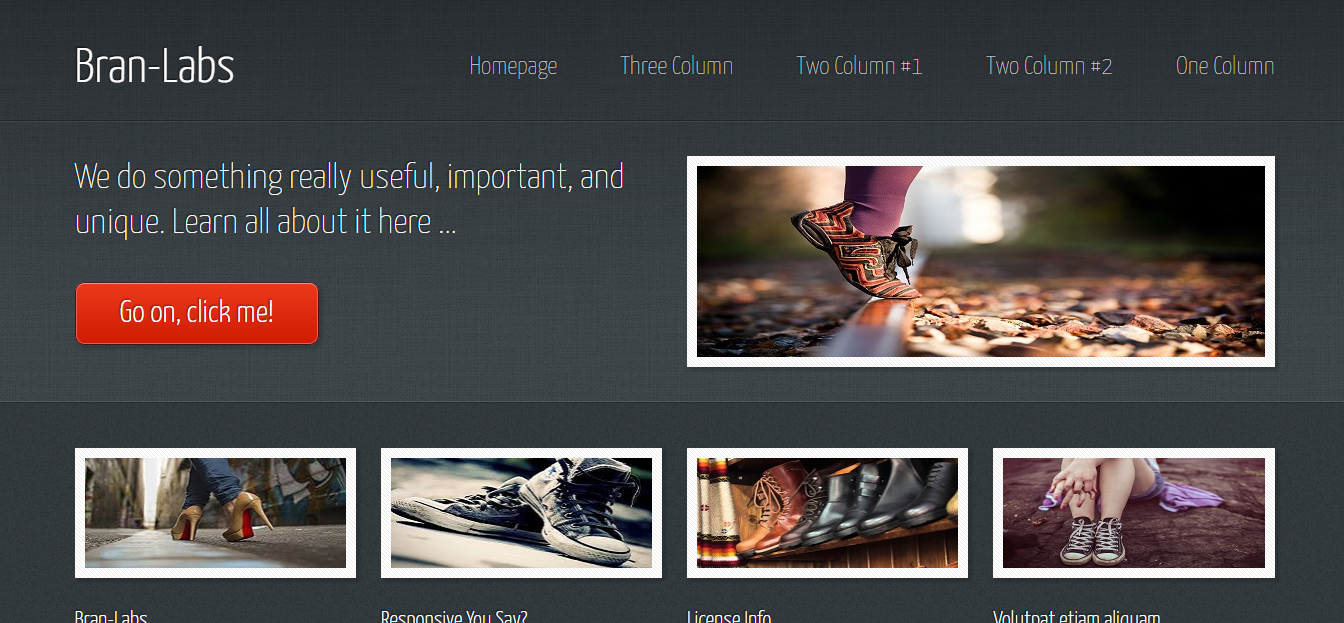 Bran-Labs
Homepage Three Column Two Column #1 Two Column #2 One Column
We do something really useful, important, and
unique. Learn all about it here ...
Go on, click me!
Bran-Labs
Responsive You Say?
License Info
Volutpat etiam aliquam